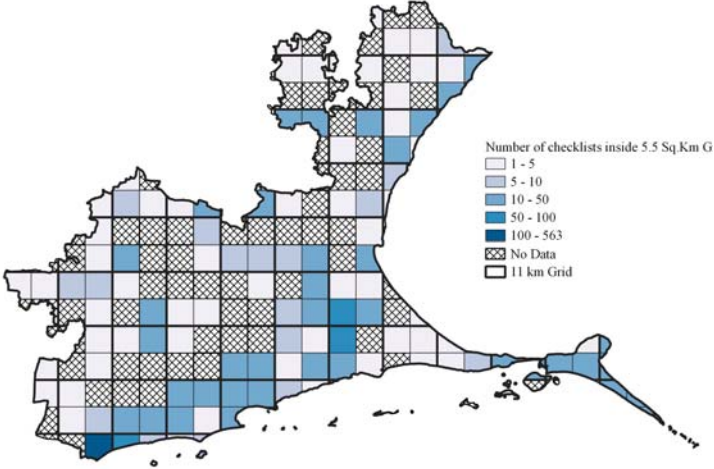 Number of checklists inside 5.5 Sq.Km G
1 - 5
5 - 10
10 - 50
50 - 100
100 - 563
No Data
11 km Grid